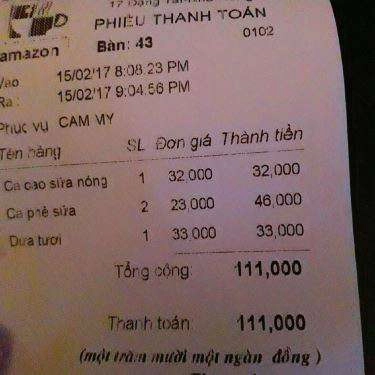 17 Đặng
PHIẾU THANH TOÁN
0102
amazon Bàn: 43
Vào 15/02/17 8:08:23 PM
Ra : 15/02/17 9:04:56 PM
Phục vụ CAM MY
Tên hàng SL Đơn giá Thành tiền
Ca cao sữa nóng 1 32,000 32,000
Cà phê sữa 2 23,000 46,000
Dừa tươi 1 33,000 33,000
Tổng cộng: 111,000
Thanh toán: 111,000
(một trăm mười một ngàn đồng )